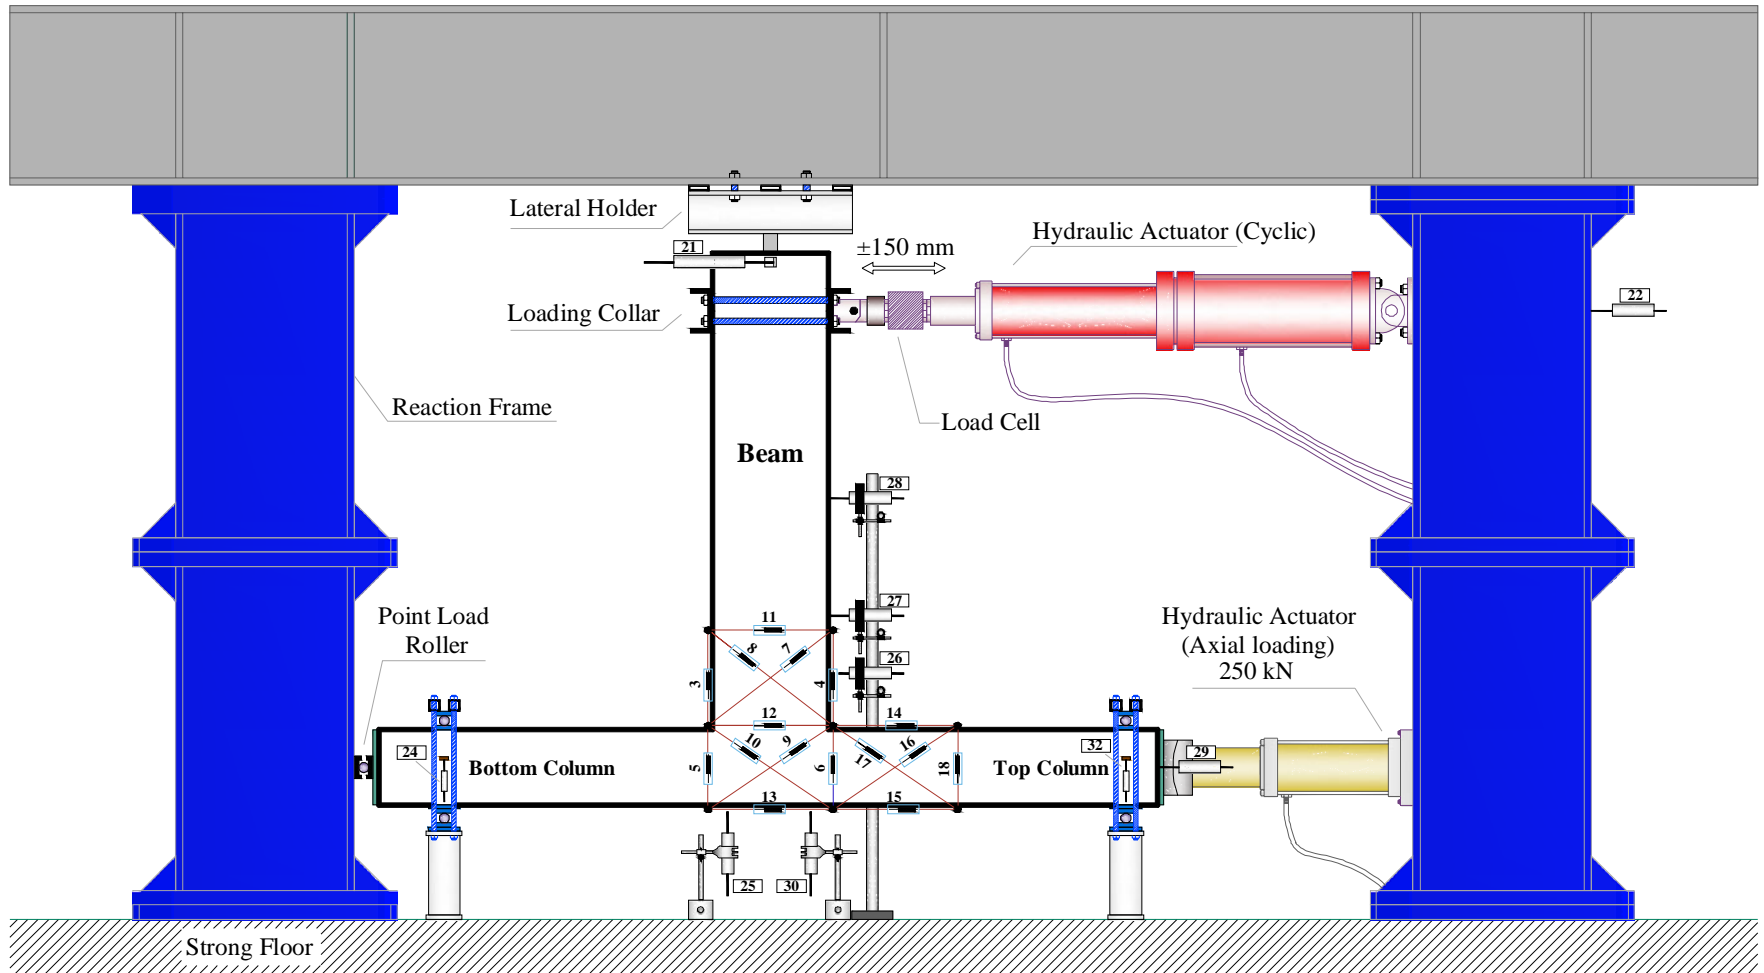 Lateral Holder
21
±150 mm
Hydraulic Actuator (Cyclic)
22
Loading Collar
Reaction Frame
Load Cell
Beam
28
27
26
Point Load
Roller
Hydraulic Actuator
(Axial loading)
250 kN
11
8
7
3
4
12
14
10
9
17
16
5
6
18
13
15
24
Bottom Column
Top Column
32
29
25
30
Strong Floor